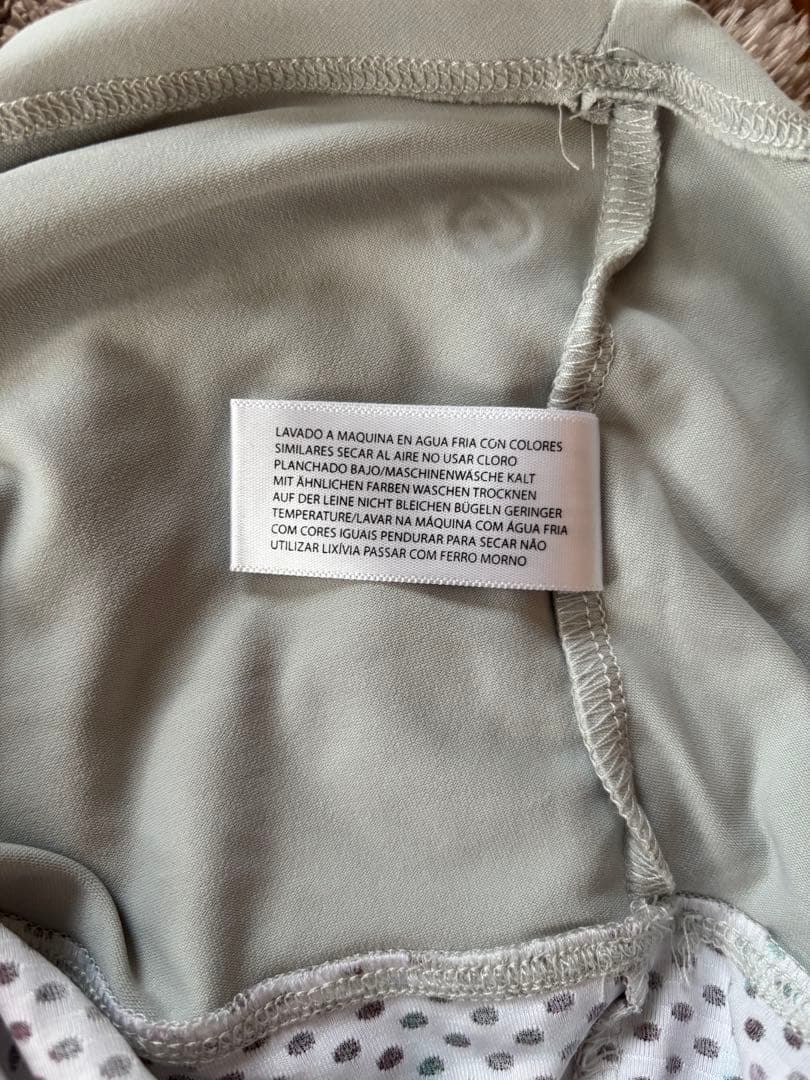 LAVADO A MAQUINA EN AGUA FRIA CON COLORES
SIMILARES SECAR AL AIRE NO USAR CLORO
PLANCHADO BAJO/MASCHINENWÄSCHE KALT
MIT ÄHNLICHEN FARBEN WASCHEN TROCKNEN
AUF DER LEINE NICHT BLEICHEN BÜGELN GERINGER
TEMPERATURE/LAVAR NA MÁQUINA COM ÁGUA FRIA
COM CORES IGUAIS PENDURAR PARA SECAR NÃO
UTILIZAR LIXÍVIA PASSAR COM FERRO MORNO